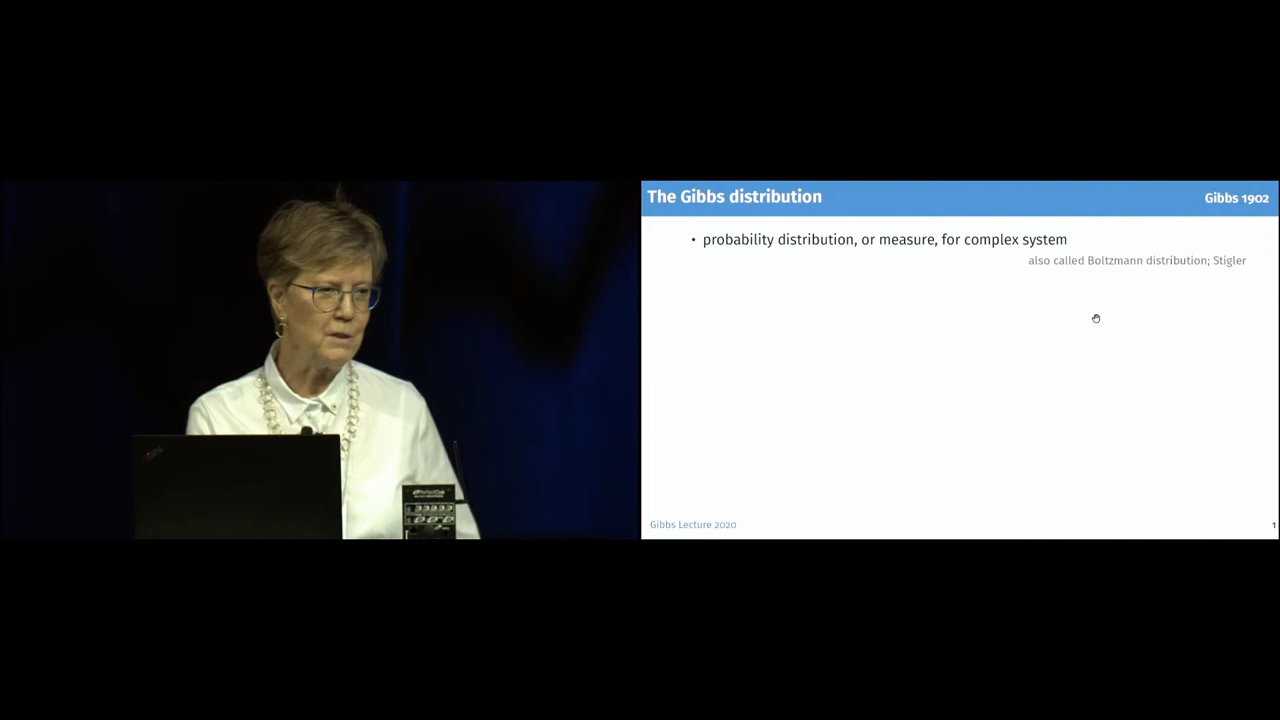 The Gibbs distribution
Gibbs 1902
• probability distribution, or measure, for complex system
also called Boltzmann distribution; Stigler
Gibbs Lecture 2020
1